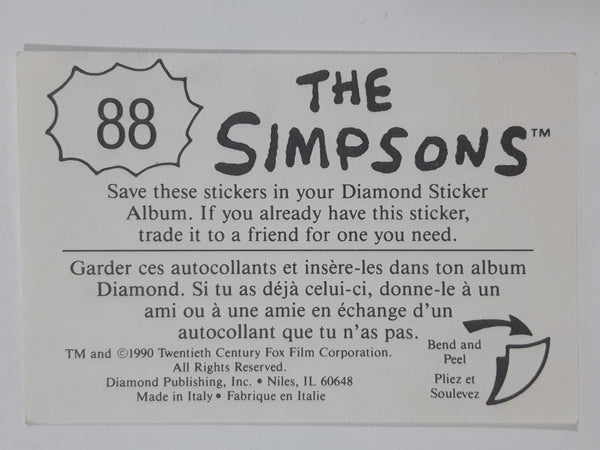 88
THE
SIMPSONS™
Save these stickers in your Diamond Sticker
Album. If you already have this sticker,
trade it to a friend for one you need.
Garder ces autocollants et insère-les dans ton album
Diamond. Si tu as déjà celui-ci, donne-le à un
ami ou à une amie en échange d'un
autocollant que tu n'as pas.
TM and ©1990 Twentieth Century Fox Film Corporation.
All Rights Reserved.
Diamond Publishing, Inc. • Niles, IL 60648
Made in Italy • Fabrique en Italie
Bend and
Peel
Pliez et
Soulevez